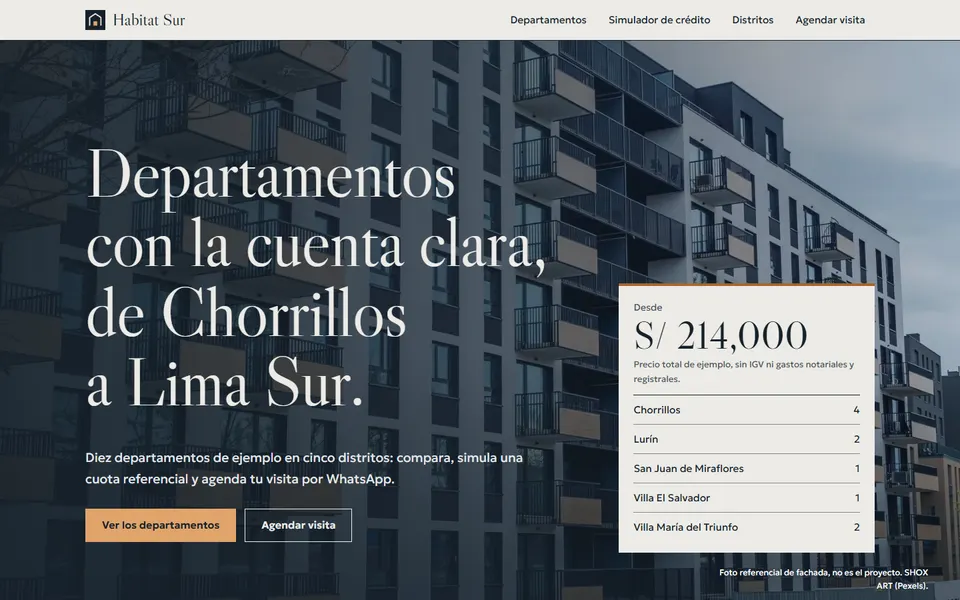 Habitat Sur
Departamentos
Simulador de crédito
Distritos
Agendar visita
Departamentos
con la cuenta clara,
de Chorrillos
a Lima Sur.
Diez departamentos de ejemplo en cinco distritos: compara, simula una
cuota referencial y agenda tu visita por WhatsApp.
Ver los departamentos
Agendar visita
Desde
S/ 214,000
Precio total de ejemplo, sin IGV ni gastos notariales y
registrales.
Chorrillos 4
Lurín 2
San Juan de Miraflores 1
Villa El Salvador 1
Villa María del Triunfo 2
Foto referencial de fachada, no es el proyecto. SHOX
ART (Pexels).